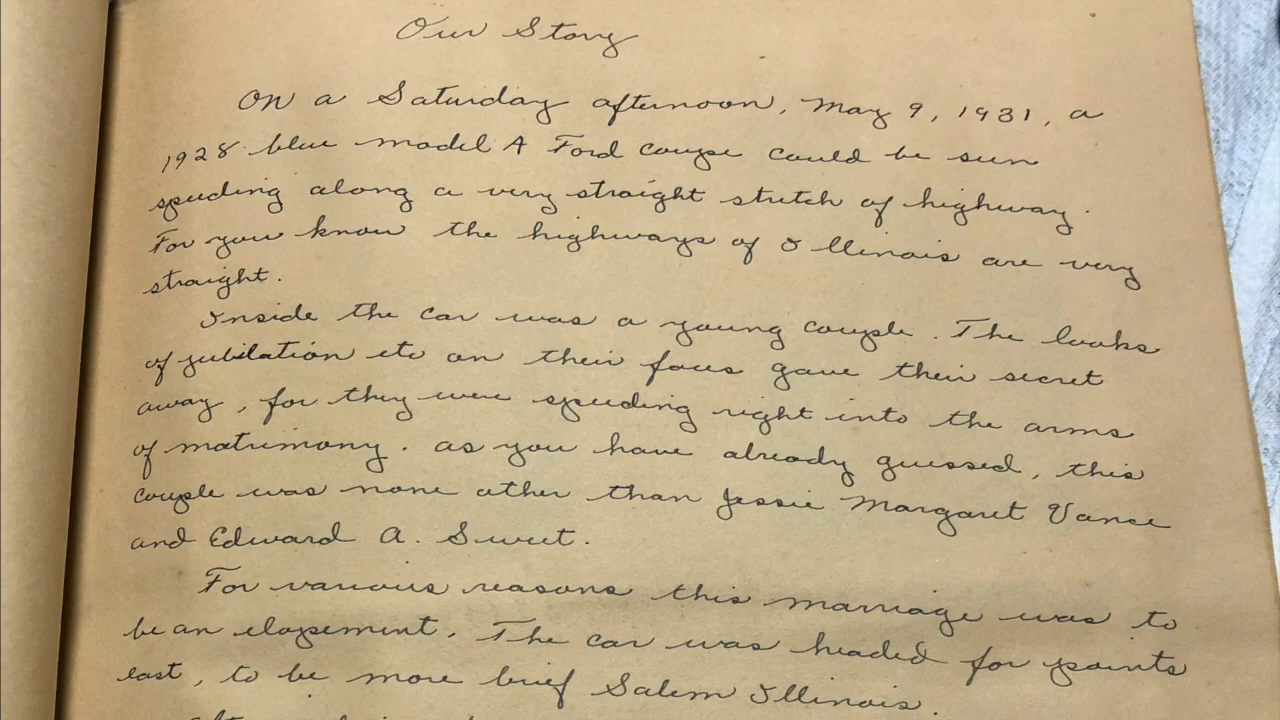 Our Story
On a Saturday afternoon, May 9, 1931, a
1928 blue model A Ford coupe could be seen
speeding along a very straight stretch of highway.
For you know the highways of Illinois are very
straight.
Inside the car was a young couple. The looks
of jubilation etc on their faces gave their secret
away, for they were speeding right into the arms
of matrimony. as you have already guessed, this
couple was none other than Jessie Margaret Vance
and Edward A. Sweet.
For various reasons this marriage was to
be an elopement. The car was headed for points
east, to be more brief Salem Illinois.